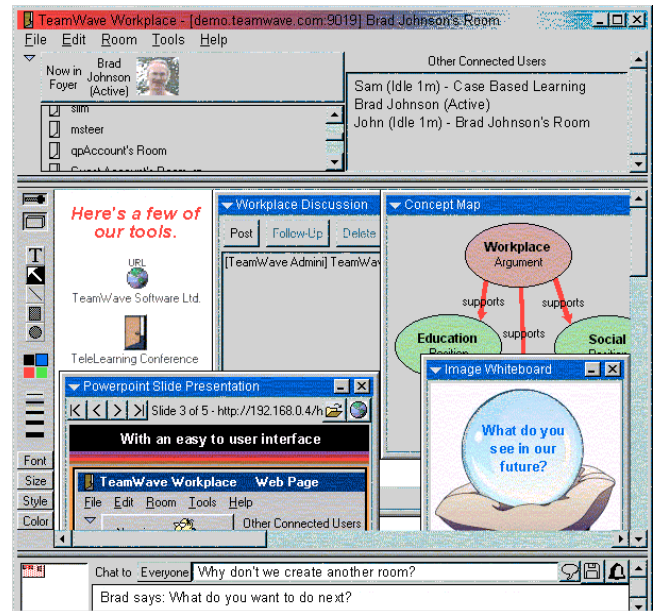 TeamWave Workplace - [demo.teamwave.com:9019] Brad Johnson's Room
File Edit Room Tools Help
Now in Foyer
Brad Johnson (Active)
slim
msteer
qpAccount's Room
Other Connected Users
Sam (Idle 1m) - Case Based Learning
Brad Johnson (Active)
John (Idle 1m) - Brad Johnson's Room
T
Font
Size
Style
Color
Here's a few of
our tools.
URL
TeamWave Software Ltd.
TeleLearning Conference
Workplace Discussion
Post Follow-Up Delete
[TeamWave Admini] TeamWav
Concept Map
Workplace
Argument
supports supports
supports
Education
Social
Powerpoint Slide Presentation
Slide 3 of 5 - http://192.168.0.4/h
With an easy to user interface
TeamWave Workplace Web Page
File Edit Room Tools Help
Other Connected Users
Image Whiteboard
What do you
see in our
future?
Chat to Everyone Why don't we create another room?
Brad says: What do you want to do next?